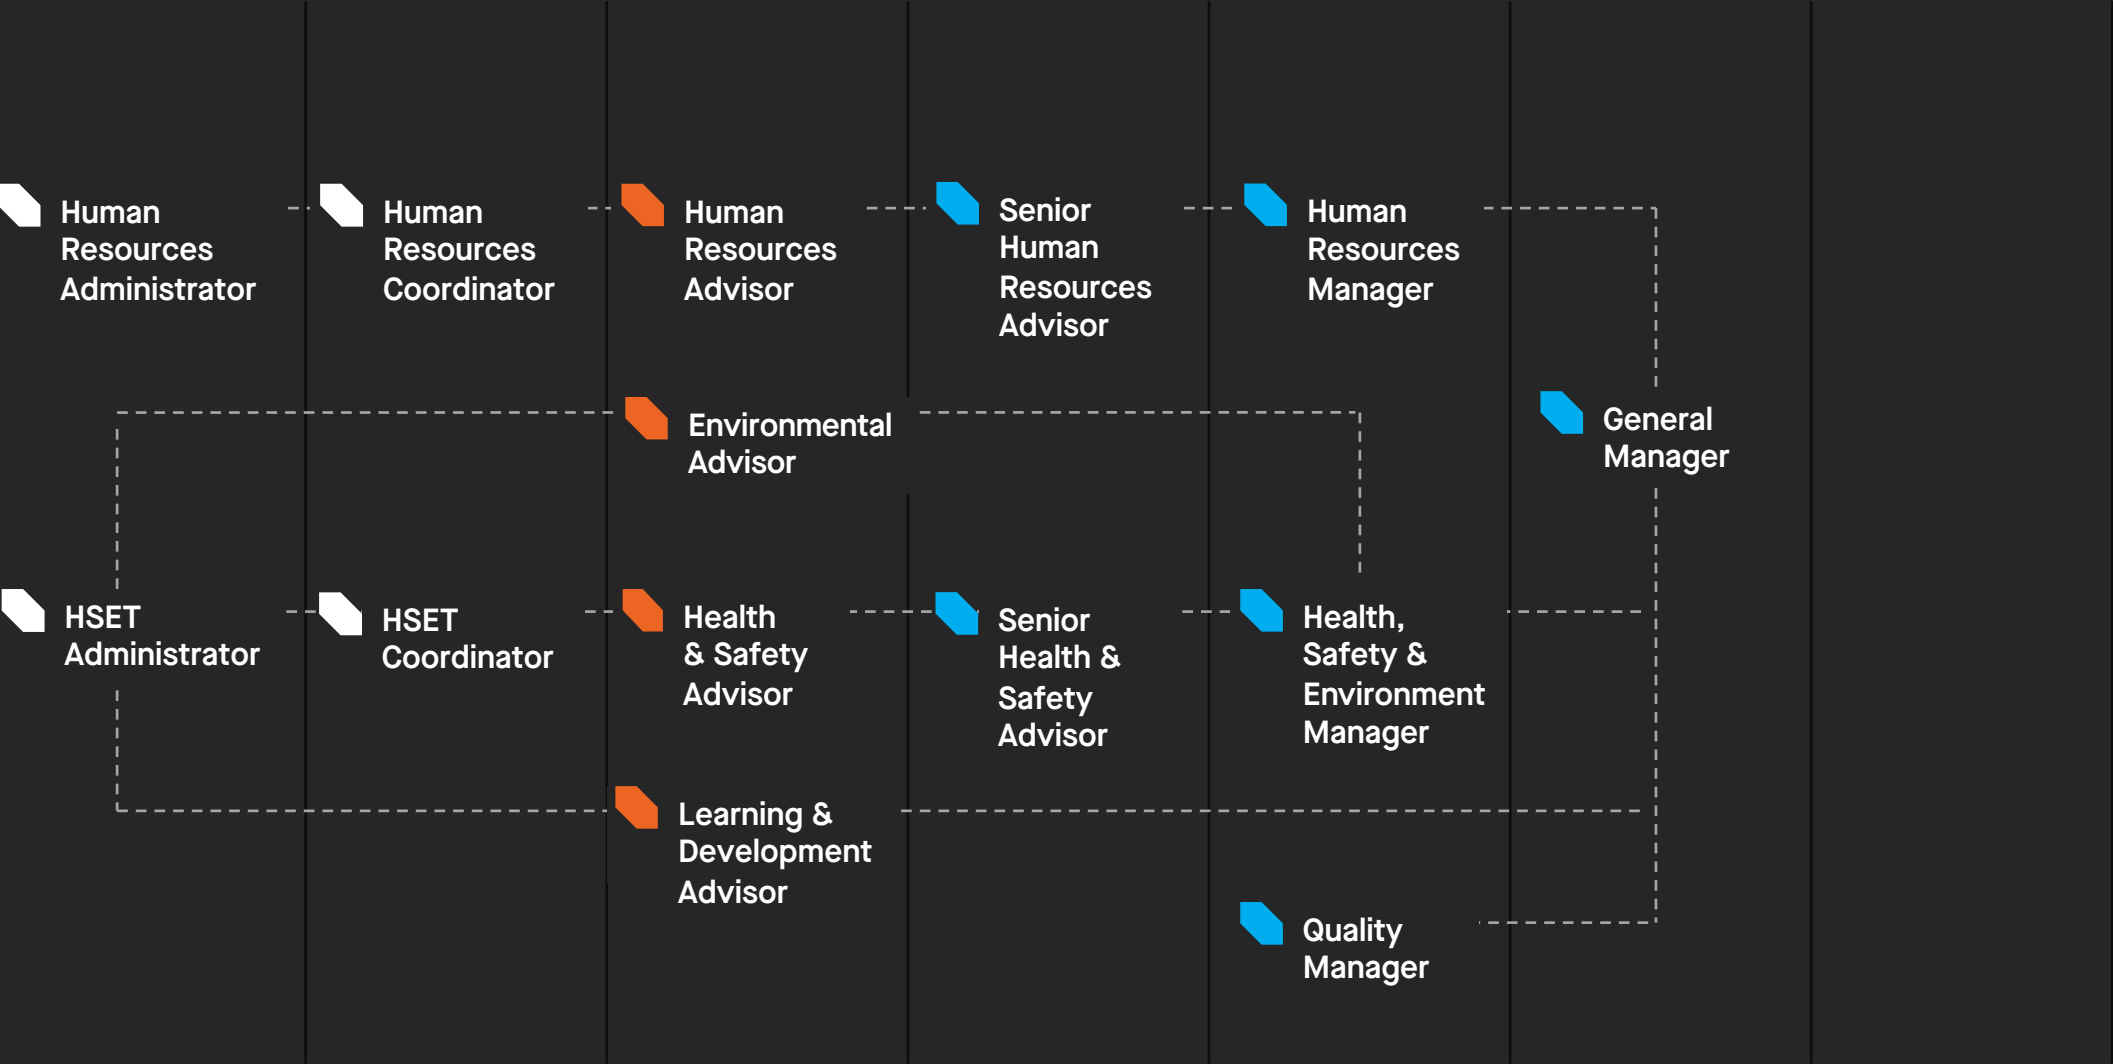 Human
Resources
Administrator
Human
Resources
Coordinator
Human
Resources
Advisor
Senior
Human
Resources
Advisor
Human
Resources
Manager
Environmental
Advisor
General
Manager
HSET
Administrator
HSET
Coordinator
Health
& Safety
Advisor
Senior
Health &
Safety
Advisor
Health,
Safety &
Environment
Manager
Learning &
Development
Advisor
Quality
Manager